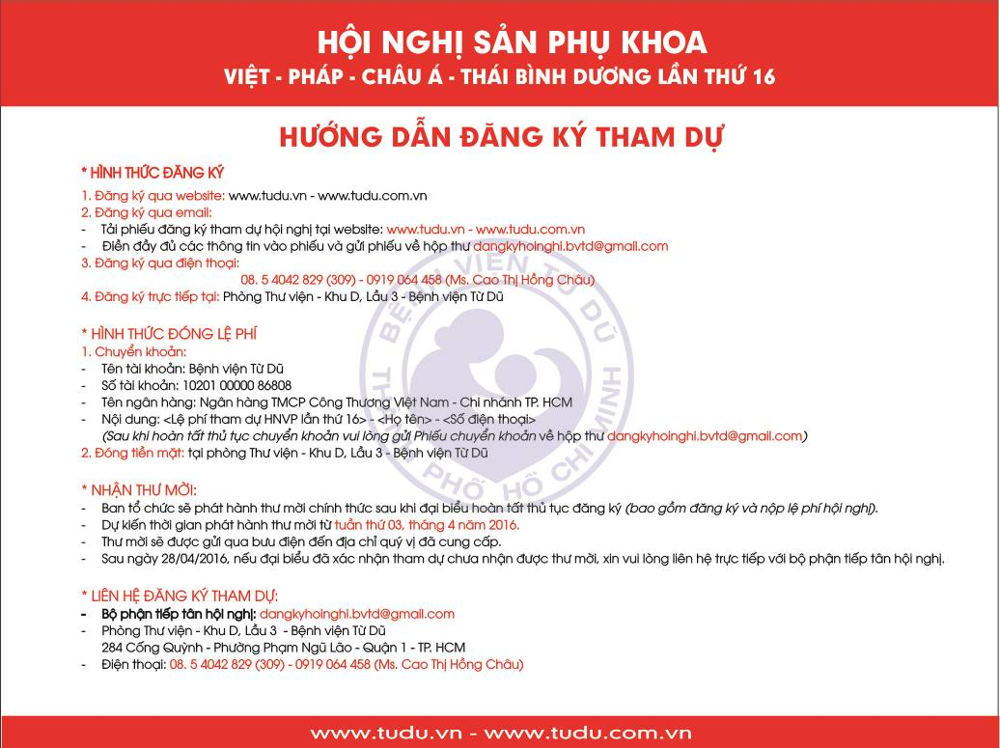 HỘI NGHỊ SẢN PHỤ KHOA
VIỆT - PHÁP - CHÂU Á - THÁI BÌNH DƯƠNG LẦN THỨ 16
HƯỚNG DẪN ĐĂNG KÝ THAM DỰ
* HÌNH THỨC ĐĂNG KÝ
1. Đăng ký qua website: www.tudu.vn - www.tudu.com.vn
2. Đăng ký qua email:
- Tải phiếu đăng ký tham dự hội nghị tại website: www.tudu.vn - www.tudu.com.vn
- Điền đầy đủ các thông tin vào phiếu và gửi phiếu về hộp thư dangkyhoinghi.bvtd@gmail.com
3. Đăng ký qua điện thoại:
08. 5 4042 829 (309) - 0919 064 458 (Ms. Cao Thị Hồng Châu)
4. Đăng ký trực tiếp tại: Phòng Thư viện - Khu D, Lầu 3 - Bệnh viện Từ Dũ
* HÌNH THỨC ĐÓNG LỆ PHÍ
1. Chuyển khoản:
- Tên tài khoản: Bệnh viện Từ Dũ
- Số tài khoản: 10201 00000 86808
- Tên ngân hàng: Ngân hàng TMCP Công Thương Việt Nam - Chi nhánh TP. HCM
- Nội dung: <Lệ phí tham dự HNVP lần thứ 16> - <Họ tên> - <Số điện thoại>
(Sau khi hoàn tất thủ tục chuyển khoản vui lòng gửi Phiếu chuyển khoản về hộp thư dangkyhoinghi.bvtd@gmail.com)
2. Đóng tiền mặt: tại phòng Thư viện - Khu D, Lầu 3 - Bệnh viện Từ Dũ
* NHẬN THƯ MỜI:
- Ban tổ chức sẽ phát hành thư mời chính thức sau khi đại biểu hoàn tất thủ tục đăng ký (bao gồm đăng ký và nộp lệ phí hội nghị).
- Dự kiến thời gian phát hành thư mời từ tuần thứ 03, tháng 4 năm 2016.
- Thư mời sẽ được gửi qua bưu điện đến địa chỉ quý vị đã cung cấp.
- Sau ngày 28/04/2016, nếu đại biểu đã xác nhận tham dự chưa nhận được thư mời, xin vui lòng liên hệ trực tiếp với bộ phận tiếp tân hội nghị.
* LIÊN HỆ ĐĂNG KÝ THAM DỰ:
- Bộ phận tiếp tân hội nghị: dangkyhoinghi.bvtd@gmail.com
- Phòng Thư viện - Khu D, Lầu 3 - Bệnh viện Từ Dũ
284 Cống Quỳnh - Phường Phạm Ngũ Lão - Quận 1 - TP. HCM
- Điện thoại: 08. 5 4042 829 (309) - 0919 064 458 (Ms. Cao Thị Hồng Châu)
BỆNH VIỆN TỪ DŨ
THÀNH PHỐ HỒ CHÍ MINH
www.tudu.vn - www.tudu.com.vn